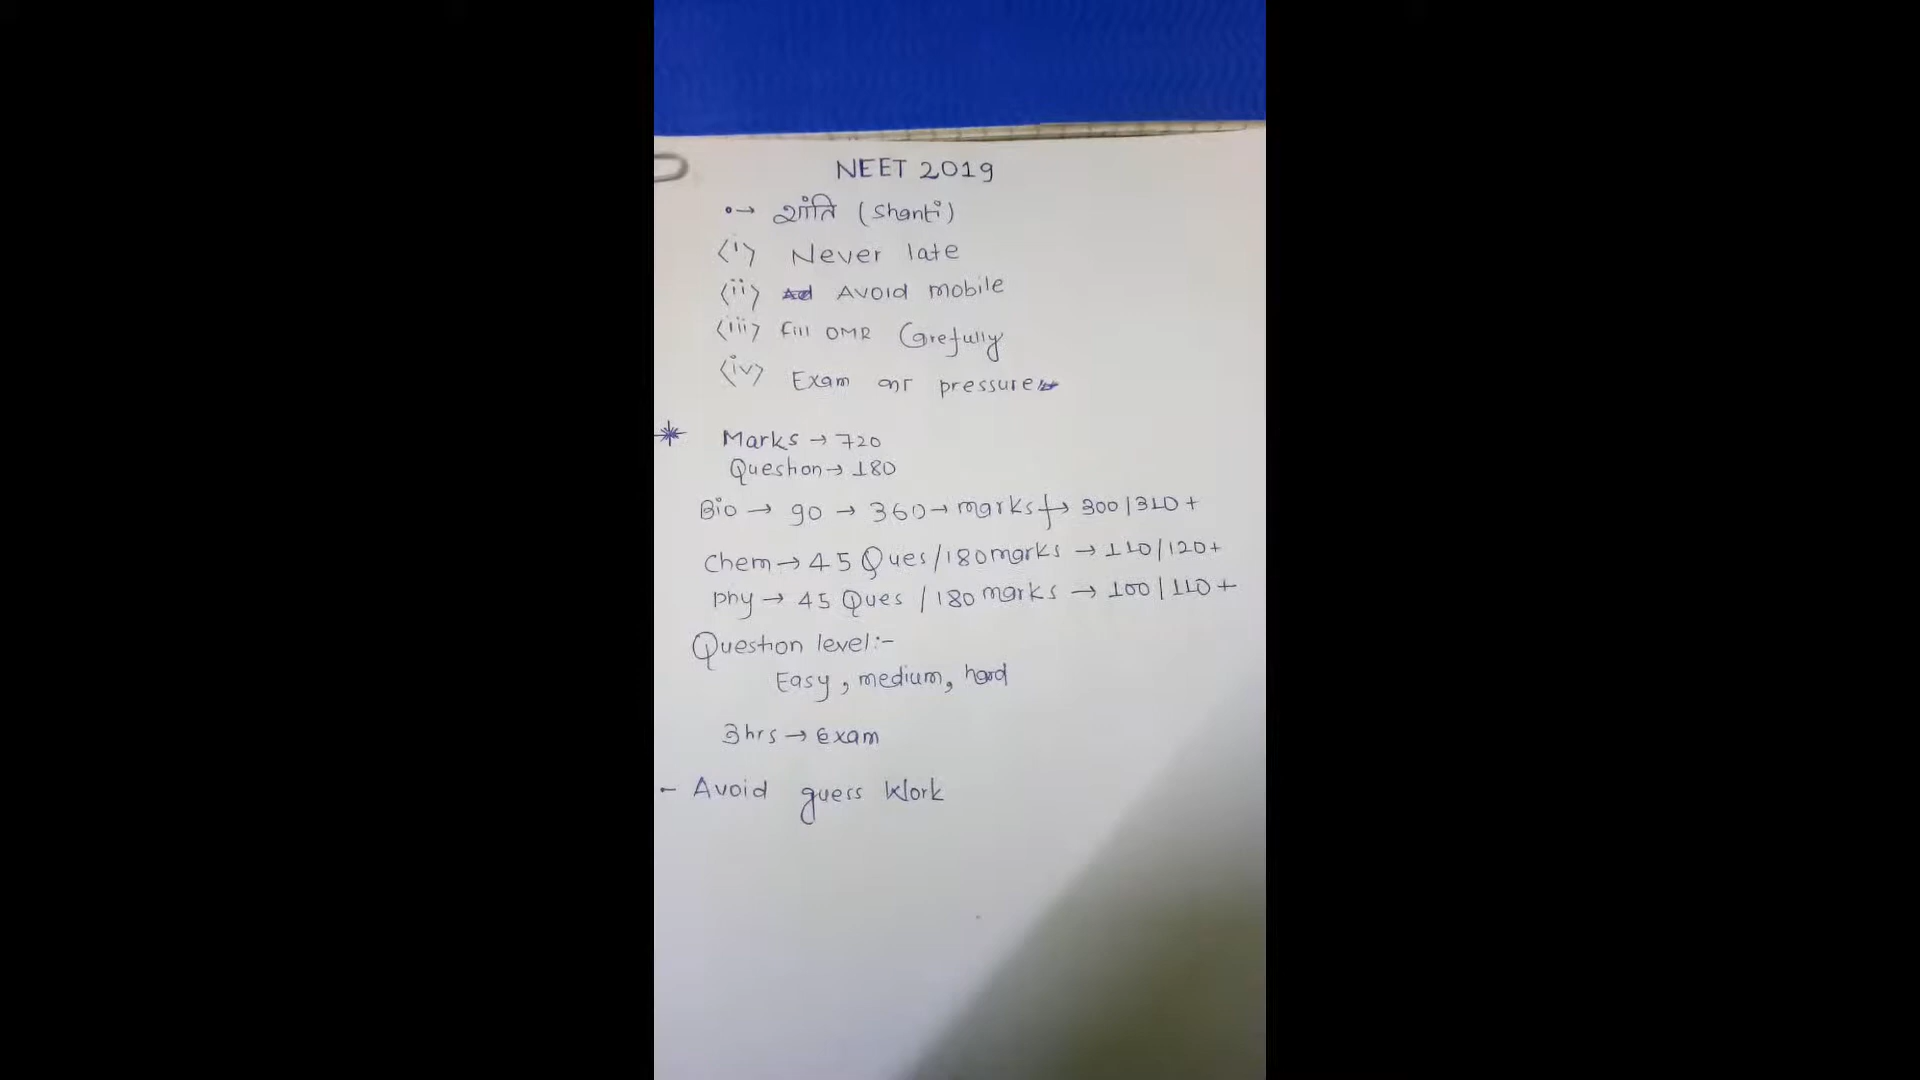 NEET 2019
•→ शांति (Shanti)
<i> Never late
<ii> Avoid mobile
<iii> Fill OMR Carefully
<iv> Exam का pressure
* Marks → 720
Question → 180
Bio → 90 → 360 → marks → 300/310+
Chem → 45 Ques/180 marks → 110/120+
Phy → 45 Ques / 180 marks → 100/110+
Question level:-
Easy, medium, hard
3hrs → Exam
- Avoid guess Work